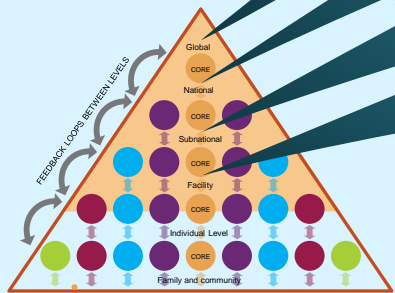 Global
CORE
National
CORE
Subnational
CORE
Facility
CORE
Individual Level
CORE
Family and community
FEEDBACK LOOPS BETWEEN LEVELS